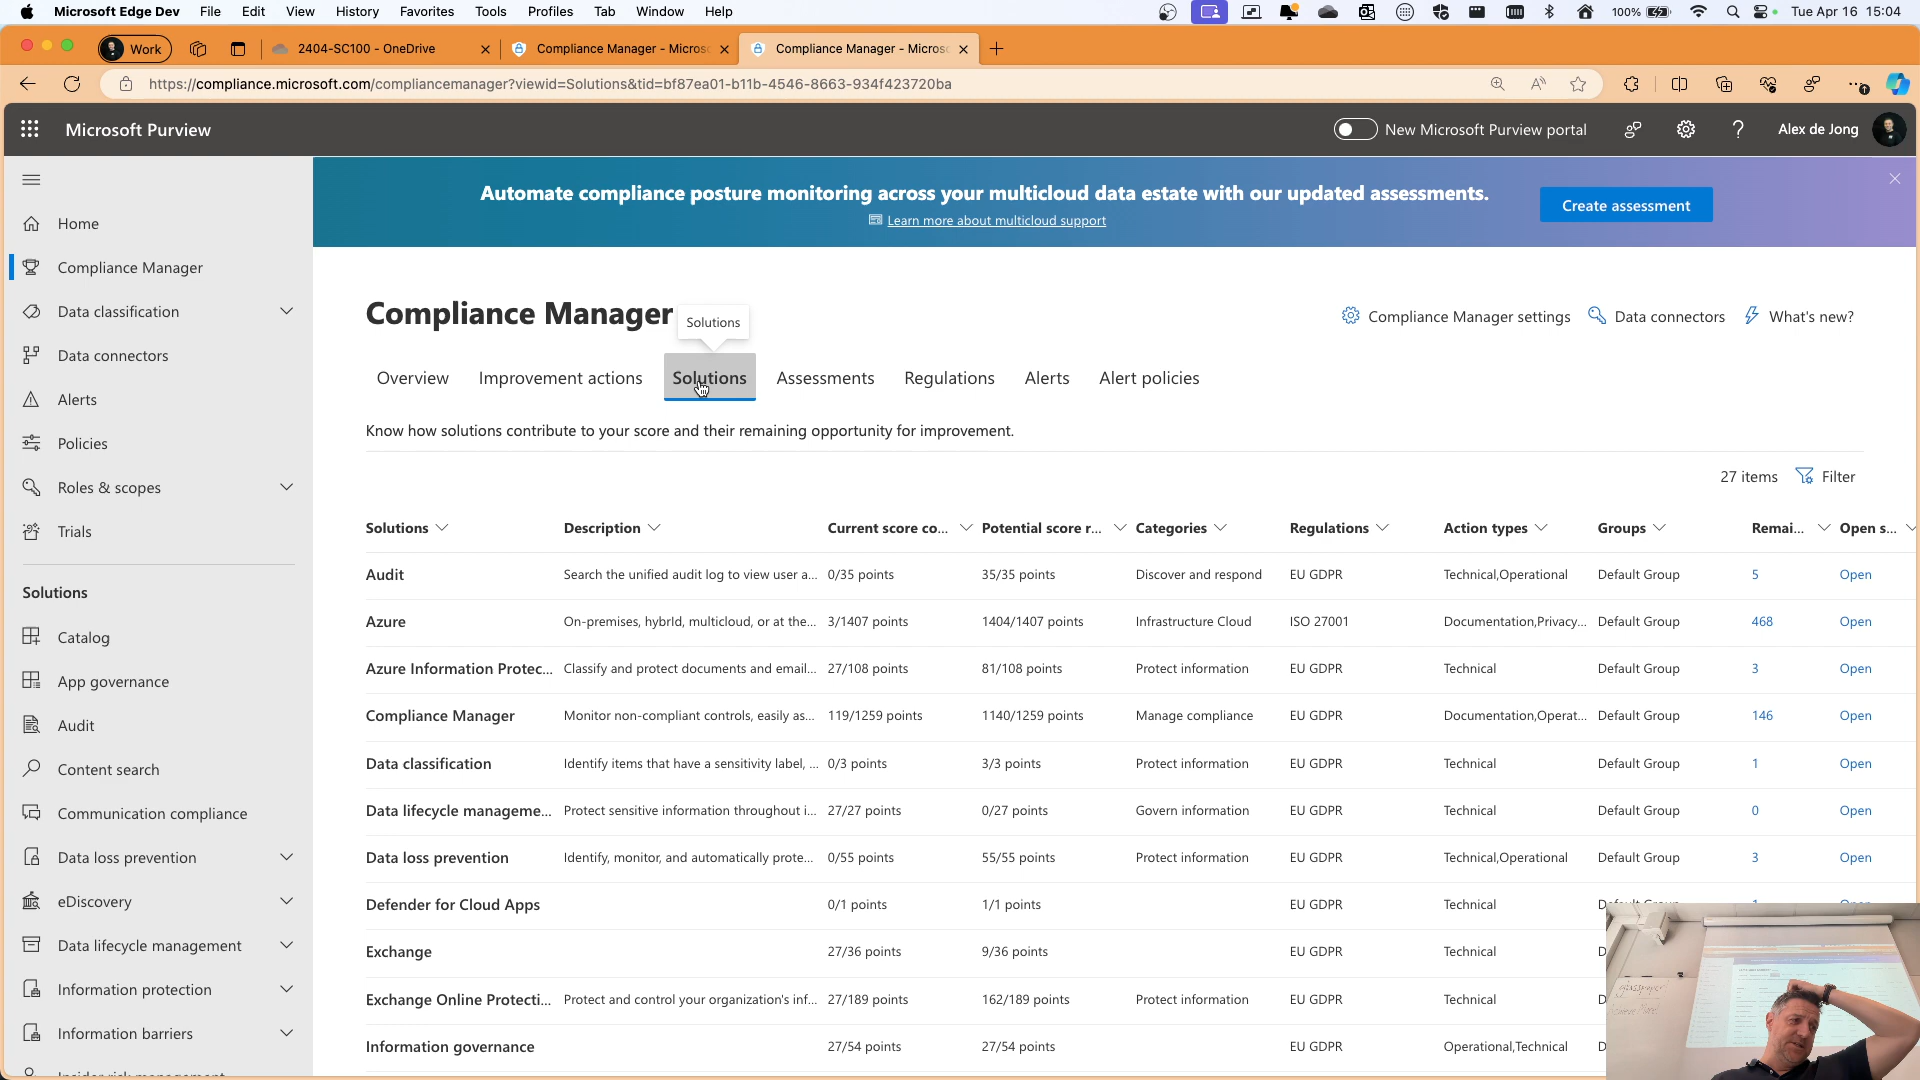 Microsoft Edge Dev File Edit View History Favorites Tools Profiles Tab Window Help 100% Tue Apr 16 15:04
Work 2404-SC100 - OneDrive Compliance Manager - Micros Compliance Manager - Micros
https://compliance.microsoft.com/compliancemanager?viewid=Solutions&tid=bf87ea01-b11b-4546-8663-934f423720ba
Microsoft Purview New Microsoft Purview portal Alex de Jong
Automate compliance posture monitoring across your multicloud data estate with our updated assessments.
Learn more about multicloud support
Create assessment
Home
Compliance Manager
Data classification
Data connectors
Alerts
Policies
Roles & scopes
Trials
Solutions
Catalog
App governance
Audit
Content search
Communication compliance
Data loss prevention
eDiscovery
Data lifecycle management
Information protection
Information barriers
Compliance Manager
Solutions
Compliance Manager settings Data connectors What's new?
Overview Improvement actions Solutions Assessments Regulations Alerts Alert policies
Know how solutions contribute to your score and their remaining opportunity for improvement.
27 items Filter
Solutions Description Current score co... Potential score r... Categories Regulations Action types Groups Remai... Open s...
Audit Search the unified audit log to view user a... 0/35 points 35/35 points Discover and respond EU GDPR Technical,Operational Default Group 5 Open
Azure On-premises, hybrId, multicloud, or at the... 3/1407 points 1404/1407 points Infrastructure Cloud ISO 27001 Documentation,Privacy... Default Group 468 Open
Azure Information Protec... Classify and protect documents and email... 27/108 points 81/108 points Protect information EU GDPR Technical Default Group 3 Open
Compliance Manager Monitor non-compliant controls, easily as... 119/1259 points 1140/1259 points Manage compliance EU GDPR Documentation,Operat... Default Group 146 Open
Data classification Identify items that have a sensitivity label, ... 0/3 points 3/3 points Protect information EU GDPR Technical Default Group 1 Open
Data lifecycle manageme... Protect sensitive information throughout i... 27/27 points 0/27 points Govern information EU GDPR Technical Default Group 0 Open
Data loss prevention Identify, monitor, and automatically prote... 0/55 points 55/55 points Protect information EU GDPR Technical,Operational Default Group 3 Open
Defender for Cloud Apps 0/1 points 1/1 points EU GDPR Technical
Exchange 27/36 points 9/36 points EU GDPR Technical
Exchange Online Protecti... Protect and control your organization's inf... 27/189 points 162/189 points Protect information EU GDPR Technical
Information governance 27/54 points 27/54 points EU GDPR Operational,Technical